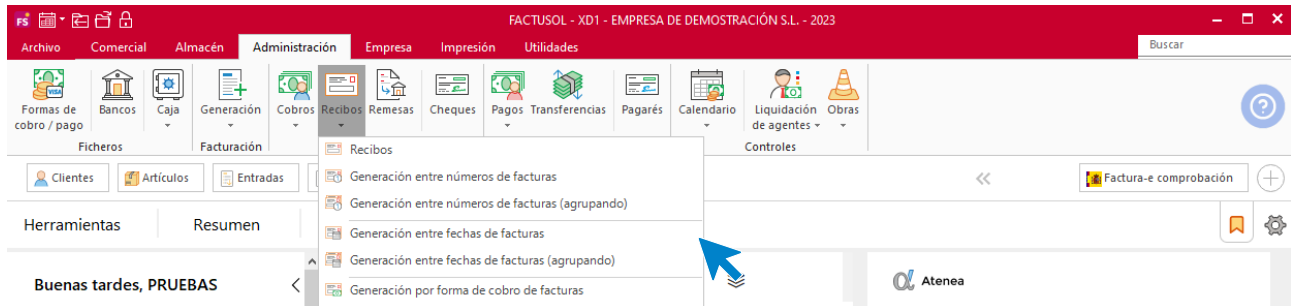 FS
FACTUSOL - XD1 - EMPRESA DE DEMOSTRACIÓN S.L. - 2023
Archivo Comercial Almacén Administración Empresa Impresión Utilidades Buscar
Formas de cobro / pago
Bancos
Caja
Generación
Cobros
Recibos
Remesas
Cheques
Pagos
Transferencias
Pagarés
Calendario
Liquidación de agentes
Obras
Ficheros Facturación Controles
Recibos
Generación entre números de facturas
Generación entre números de facturas (agrupando)
Generación entre fechas de facturas
Generación entre fechas de facturas (agrupando)
Generación por forma de cobro de facturas
Clientes Artículos Entradas Factura-e comprobación
Herramientas Resumen
Buenas tardes, PRUEBAS
Atenea